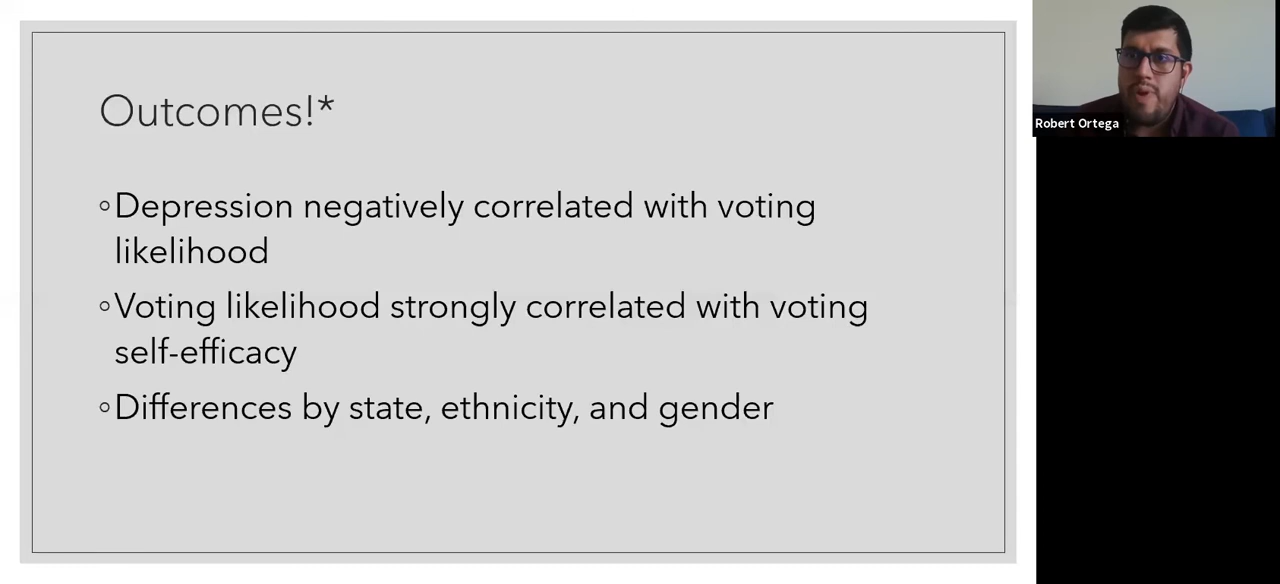 Outcomes!*
◦Depression negatively correlated with voting
likelihood
◦Voting likelihood strongly correlated with voting
self-efficacy
◦Differences by state, ethnicity, and gender
Robert Ortega